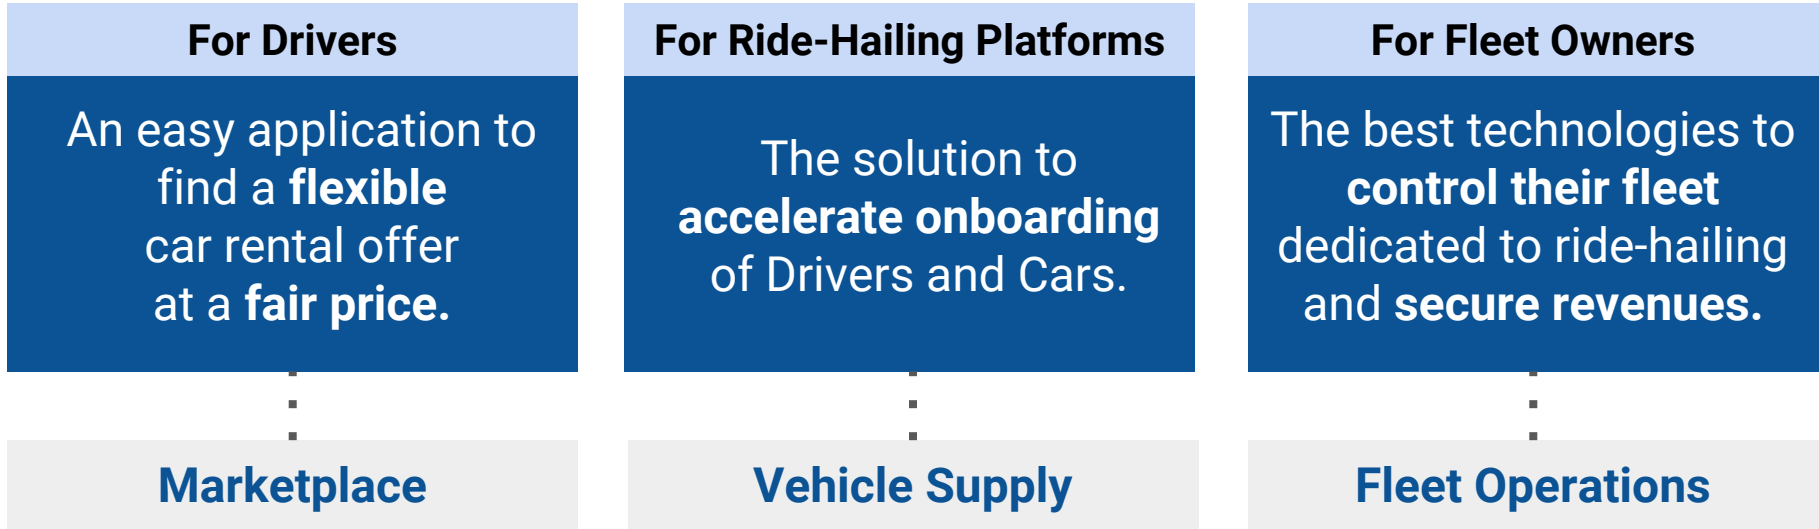 For Drivers
An easy application to
find a flexible
car rental offer
at a fair price.
Marketplace
For Ride-Hailing Platforms
The solution to
accelerate onboarding
of Drivers and Cars.
Vehicle Supply
For Fleet Owners
The best technologies to
control their fleet
dedicated to ride-hailing
and secure revenues.
Fleet Operations